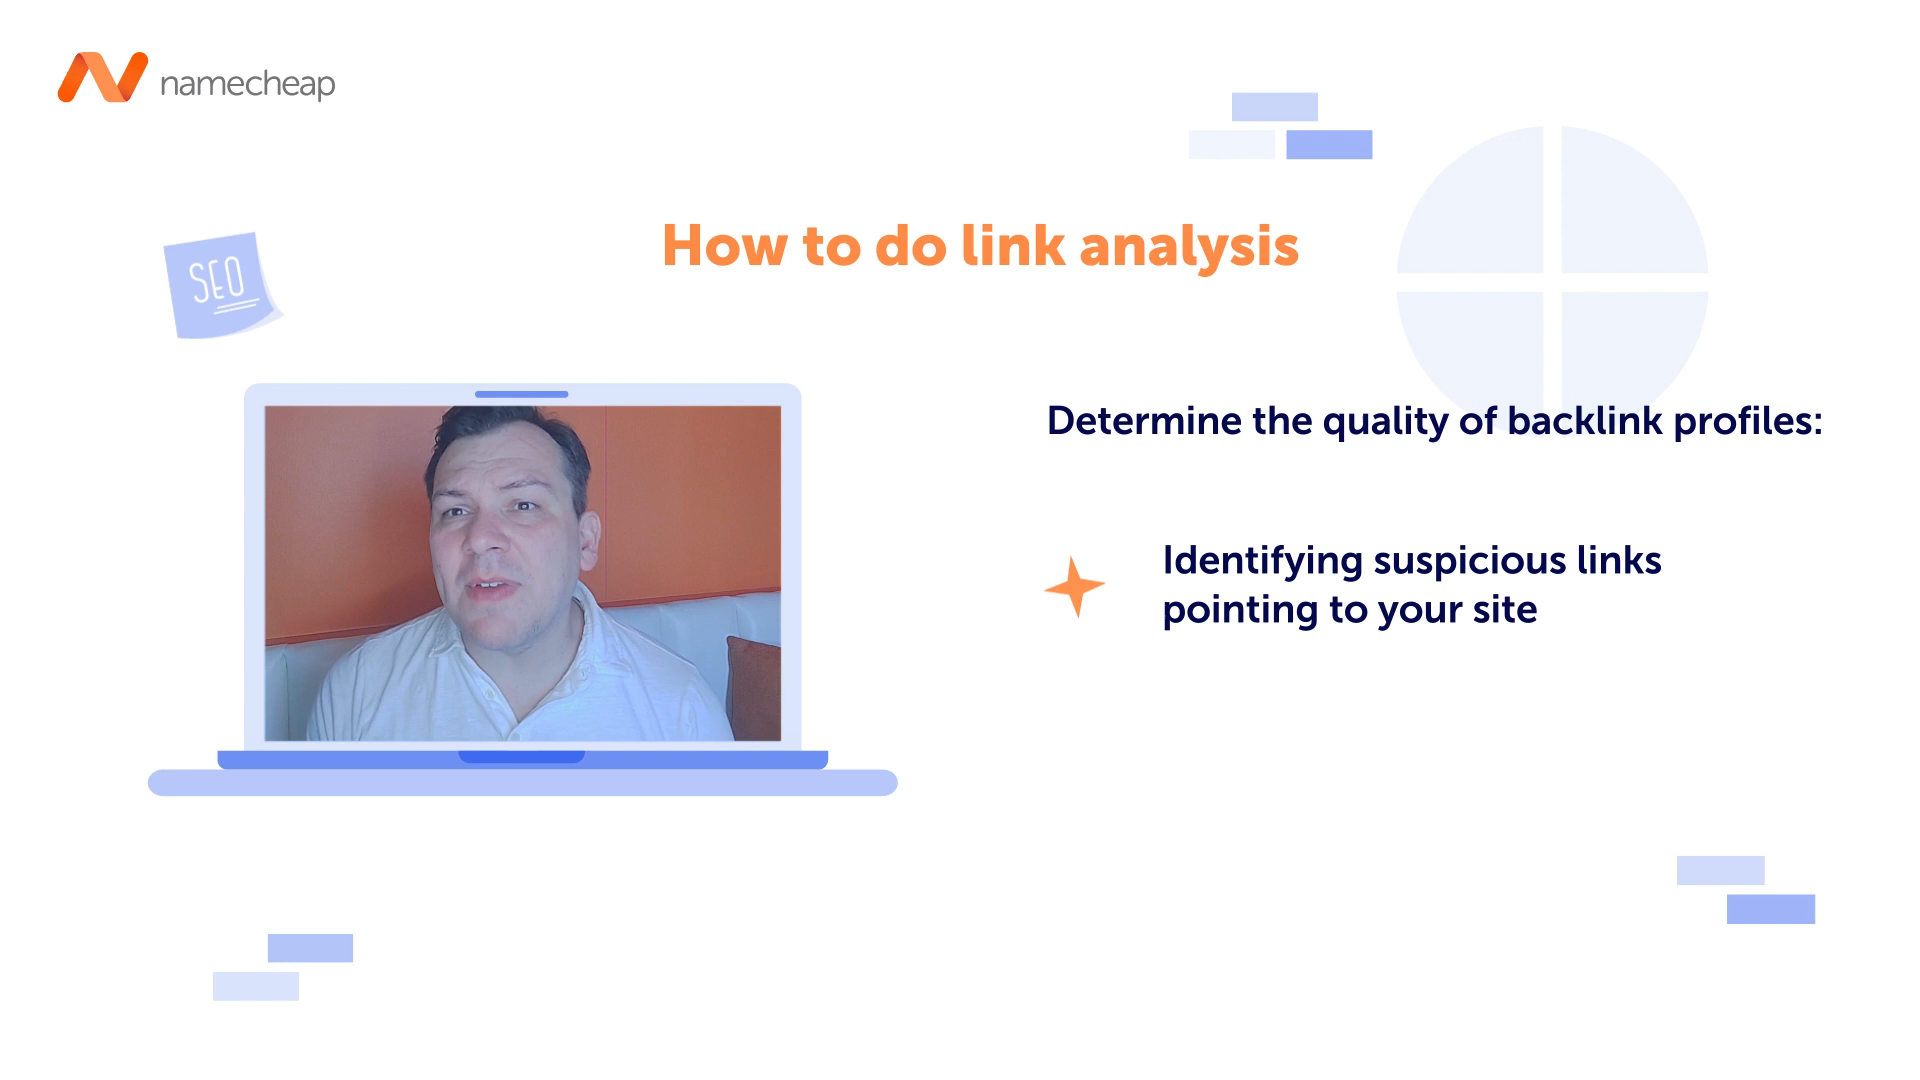 namecheap
How to do link analysis
SEO
Determine the quality of backlink profiles:
Identifying suspicious links
pointing to your site